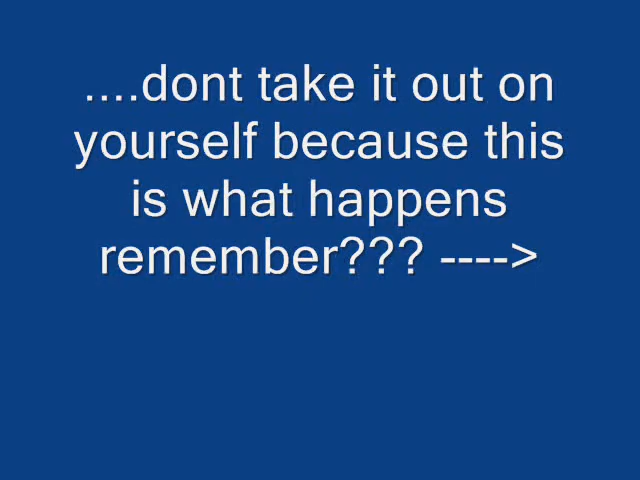 ....dont take it out on
yourself because this
is what happens
remember??? ---->